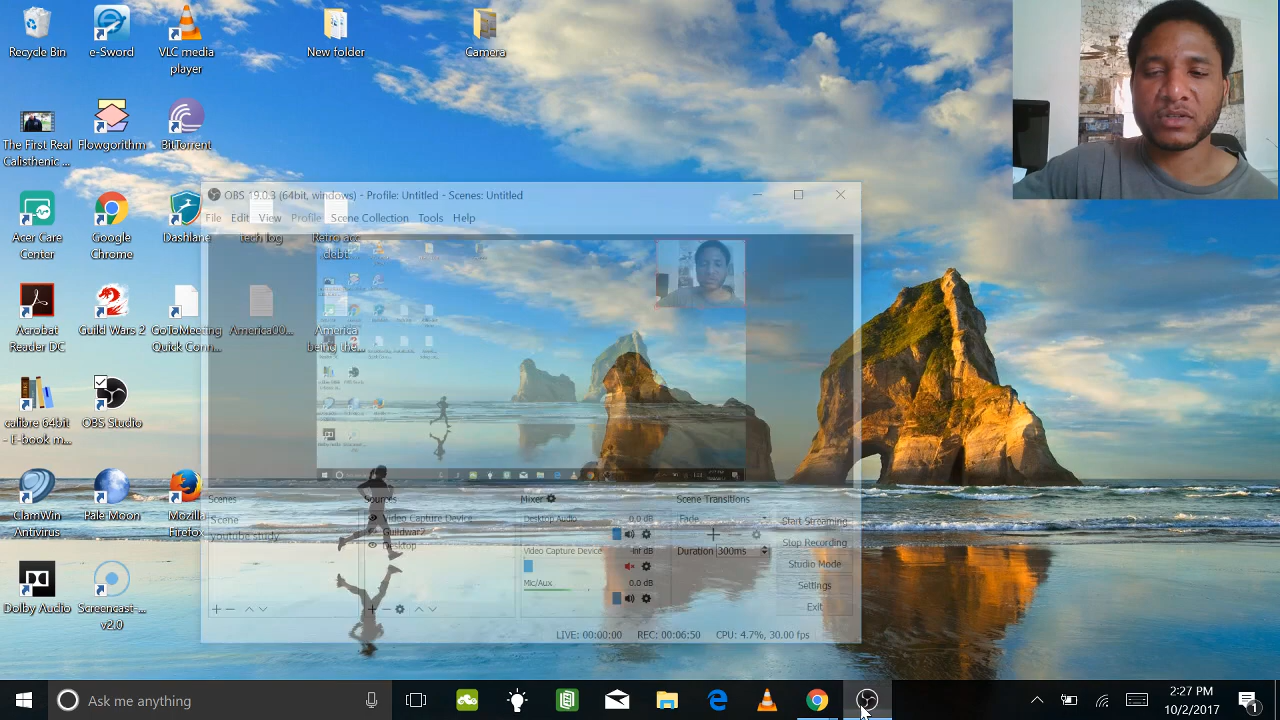 Recycle Bin
e-Sword
VLC media
player
New folder
Camera
The First Real
Calisthenic ...
Flowgorithm
BitTorrent
Acer Care
Center
Google
Chrome
Dashlane
tech log
Retro acc
debt.
Acrobat
Reader DC
Guild Wars 2
GoToMeeting
Quick Conn...
America00...
America
being the...
calibre 64bit
- E-book m...
OBS Studio
ClamWin
Antivirus
Pale Moon
Mozilla
Firefox
Dolby Audio
Screencast-...
v2.0
OBS 19.0.3 (64bit, windows) - Profile: Untitled - Scenes: Untitled
File Edit View Profile Scene Collection Tools Help
Scenes
Scene
youtube study
Sources
Video Capture Device
Guildwar2
Desktop
Mixer
Desktop Audio 0.0 dB
Video Capture Device -inf dB
Mic/Aux 0.0 dB
Scene Transitions
Fade
Duration 300ms
Start Streaming
Stop Recording
Studio Mode
Settings
Exit
LIVE: 00:00:00 REC: 00:06:50 CPU: 4.7%, 30.00 fps
Ask me anything
2:27 PM
10/2/2017
1